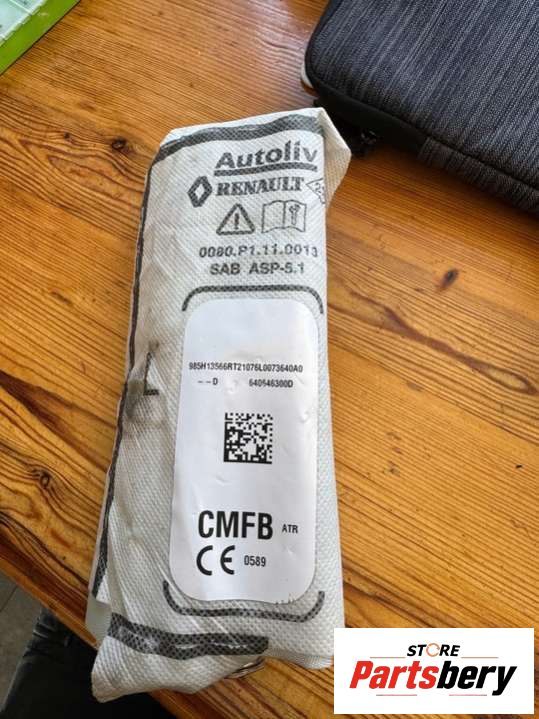 Autoliv
RENAULT
0080.P1.11.0013
SAB ASP-5.1
985H13566RT21076L0073640A0
--D 640546300D
L
CMFB ATR
CE 0589
STORE
Partsbery